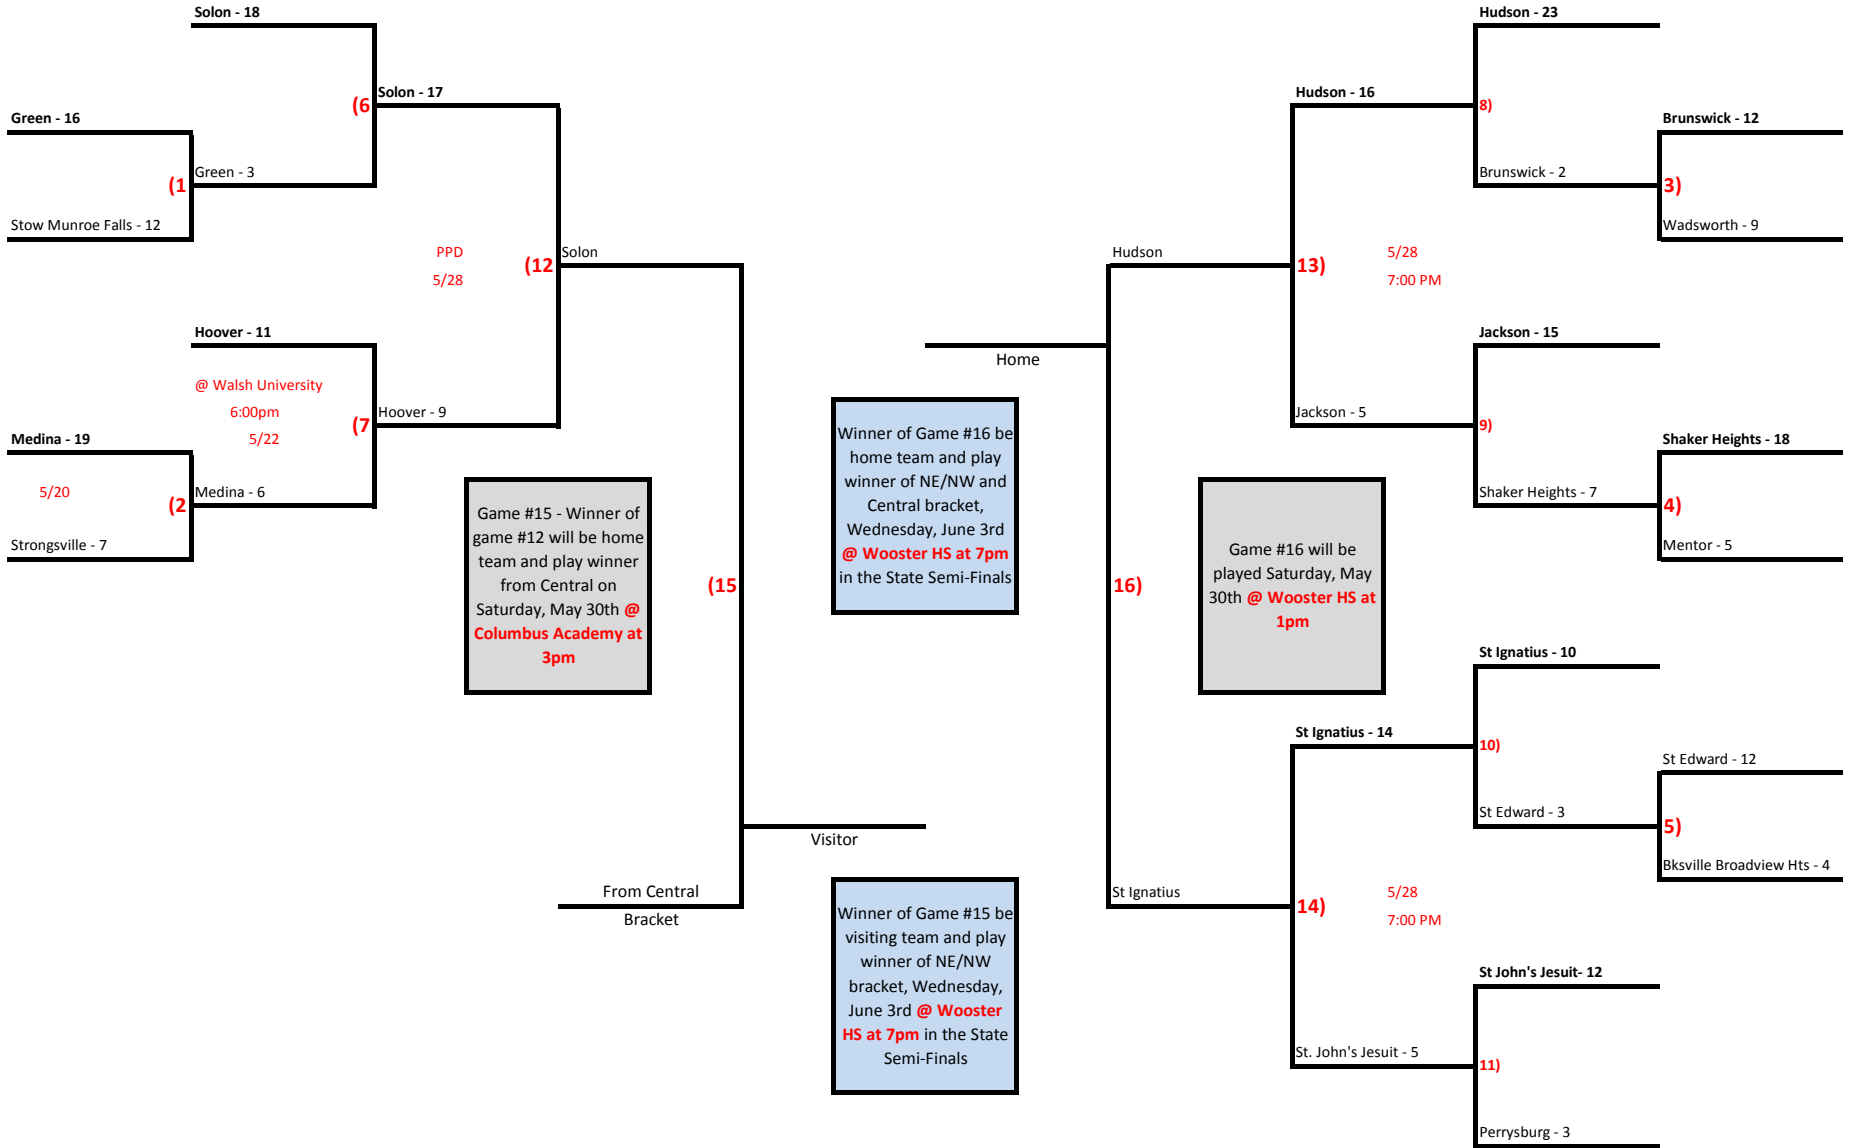 Solon - 18
(6
Solon - 17
Green - 16
(1
Green - 3
Stow Munroe Falls - 12
PPD
5/28
(12
Solon
Hoover - 11
@ Walsh University
6:00pm
5/22
(7
Hoover - 9
Medina - 19
5/20
(2
Medina - 6
Strongsville - 7
Game #15 - Winner of
game #12 will be home
team and play winner
from Central on
Saturday, May 30th @
Columbus Academy at
3pm
(15
From Central
Bracket
Visitor
Home
Winner of Game #16 be
home team and play
winner of NE/NW and
Central bracket,
Wednesday, June 3rd
@ Wooster HS at 7pm
in the State Semi-Finals
Winner of Game #15 be
visiting team and play
winner of NE/NW
bracket, Wednesday,
June 3rd @ Wooster
HS at 7pm in the State
Semi-Finals
Hudson - 23
Hudson - 16
8)
Brunswick - 12
Brunswick - 2
3)
Wadsworth - 9
Hudson
13)
5/28
7:00 PM
Jackson - 15
Jackson - 5
9)
Shaker Heights - 18
Shaker Heights - 7
4)
Mentor - 5
16)
Game #16 will be
played Saturday, May
30th @ Wooster HS at
1pm
St Ignatius - 10
St Ignatius - 14
10)
St Edward - 12
St Edward - 3
5)
Bksville Broadview Hts - 4
St Ignatius
14)
5/28
7:00 PM
St John's Jesuit- 12
St. John's Jesuit - 5
11)
Perrysburg - 3